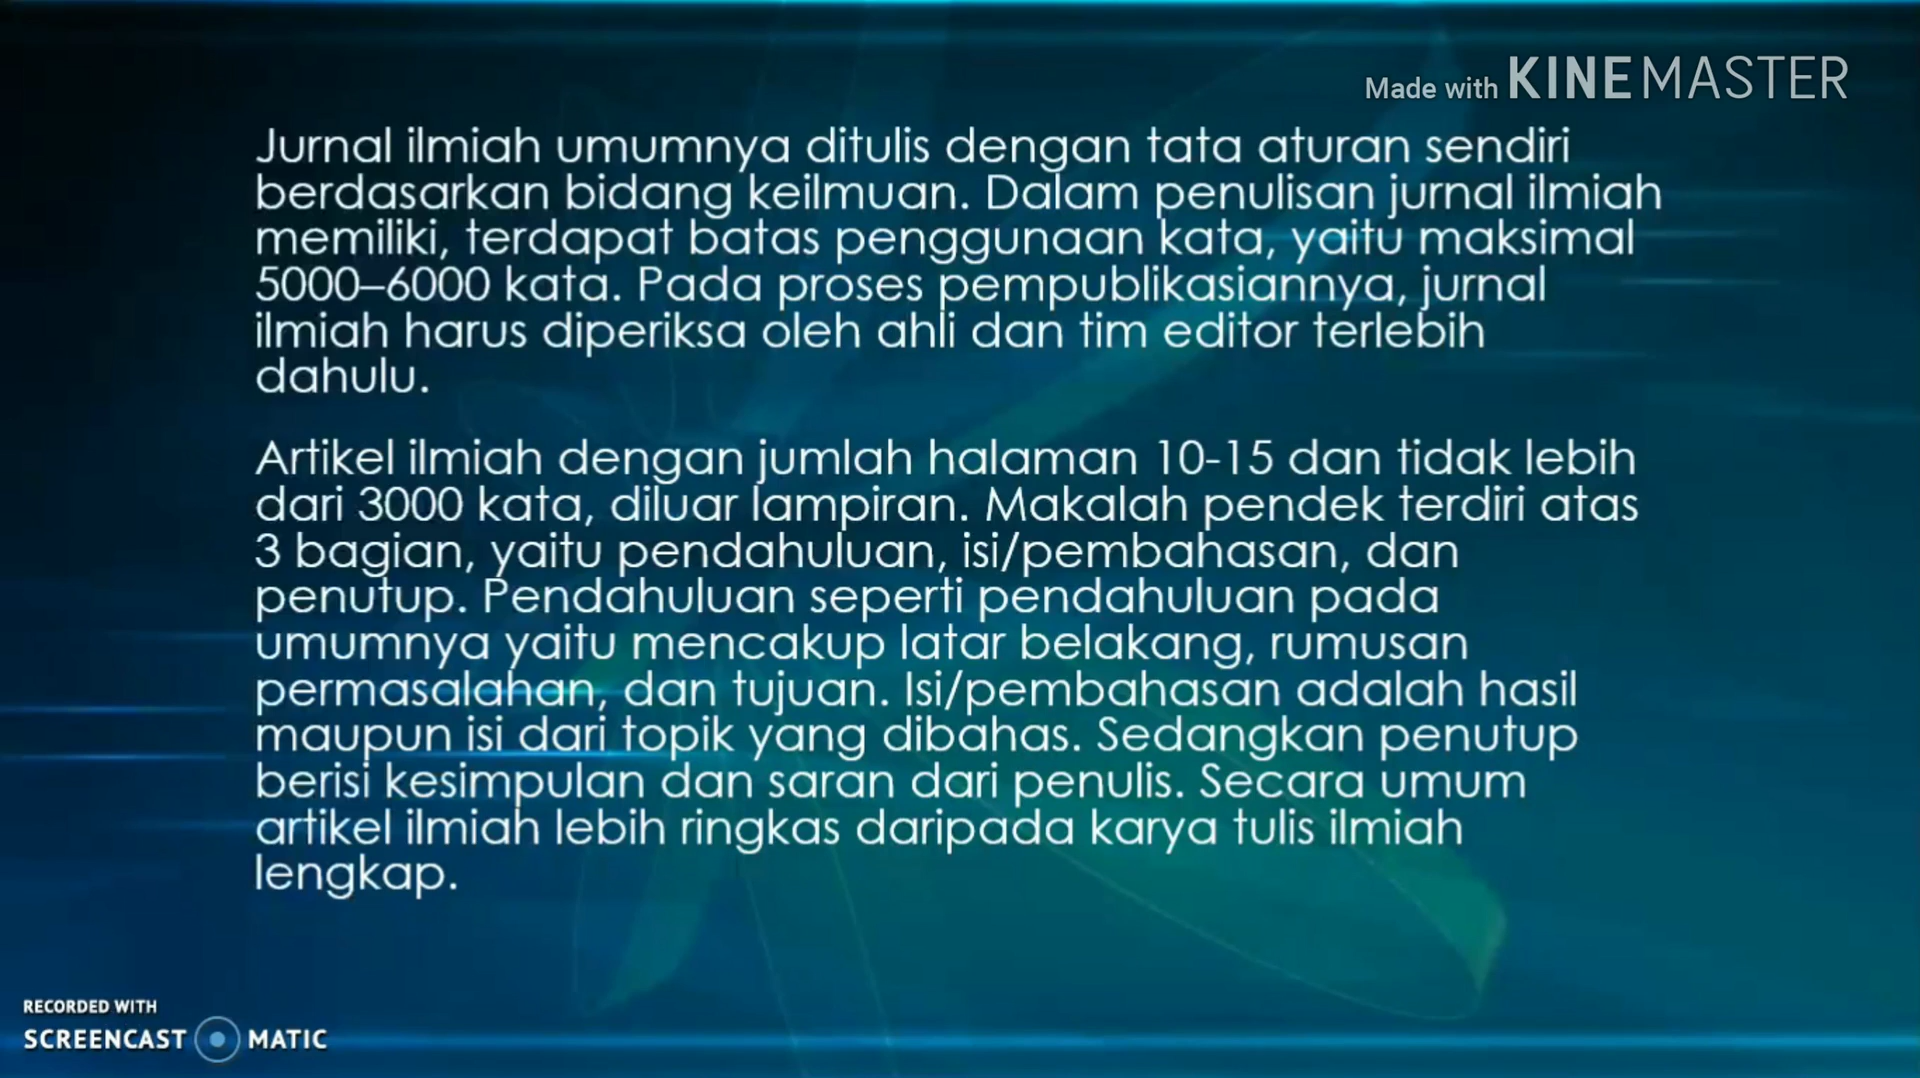 Made with KINEMASTER
Jurnal ilmiah umumnya ditulis dengan tata aturan sendiri
berdasarkan bidang keilmuan. Dalam penulisan jurnal ilmiah
memiliki, terdapat batas penggunaan kata, yaitu maksimal
5000–6000 kata. Pada proses pempublikasiannya, jurnal
ilmiah harus diperiksa oleh ahli dan tim editor terlebih
dahulu.
Artikel ilmiah dengan jumlah halaman 10-15 dan tidak lebih
dari 3000 kata, diluar lampiran. Makalah pendek terdiri atas
3 bagian, yaitu pendahuluan, isi/pembahasan, dan
penutup. Pendahuluan seperti pendahuluan pada
umumnya yaitu mencakup latar belakang, rumusan
permasalahan, dan tujuan. Isi/pembahasan adalah hasil
maupun isi dari topik yang dibahas. Sedangkan penutup
berisi kesimpulan dan saran dari penulis. Secara umum
artikel ilmiah lebih ringkas daripada karya tulis ilmiah
lengkap.
RECORDED WITH
SCREENCAST MATIC